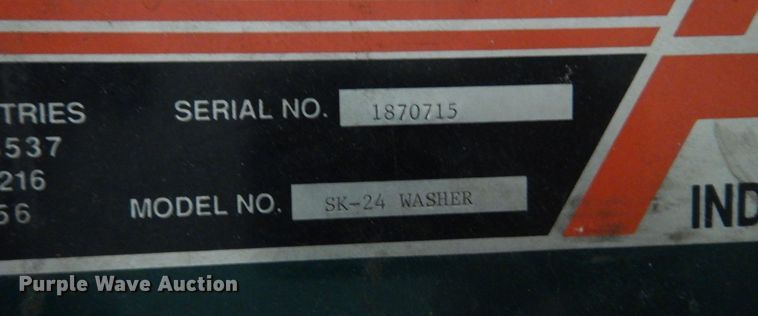 TRIES
537
216
56
SERIAL NO. 1870715
MODEL NO. SK-24 WASHER
IND
Purple Wave Auction